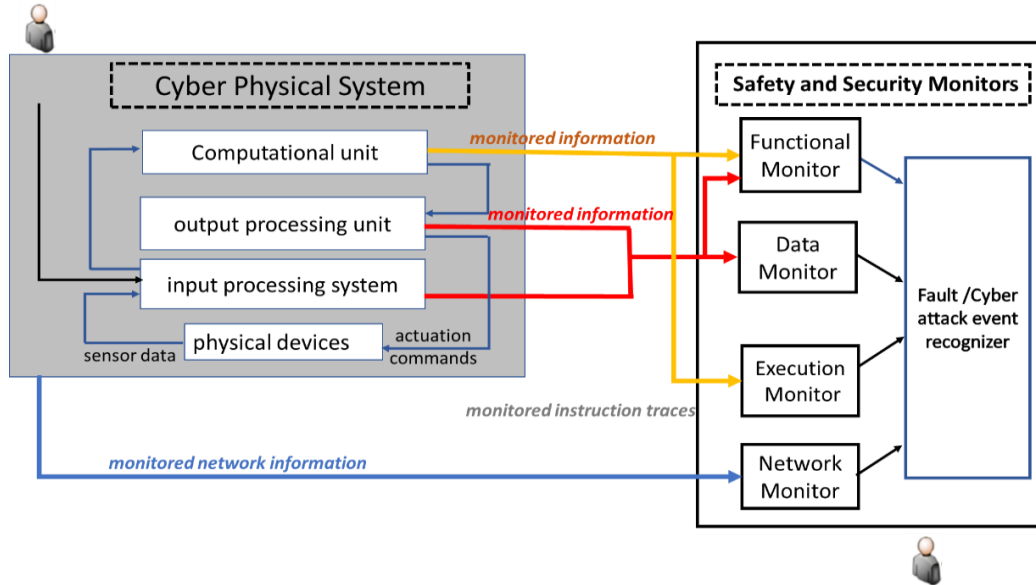 Cyber Physical System
Safety and Security Monitors
monitored information
Computational unit
Functional
Monitor
monitored information
output processing unit
Data
Monitor
input processing system
Fault /Cyber
attack event
recognizer
physical devices
sensor data
actuation
commands
Execution
Monitor
monitored instruction traces
monitored network information
Network
Monitor